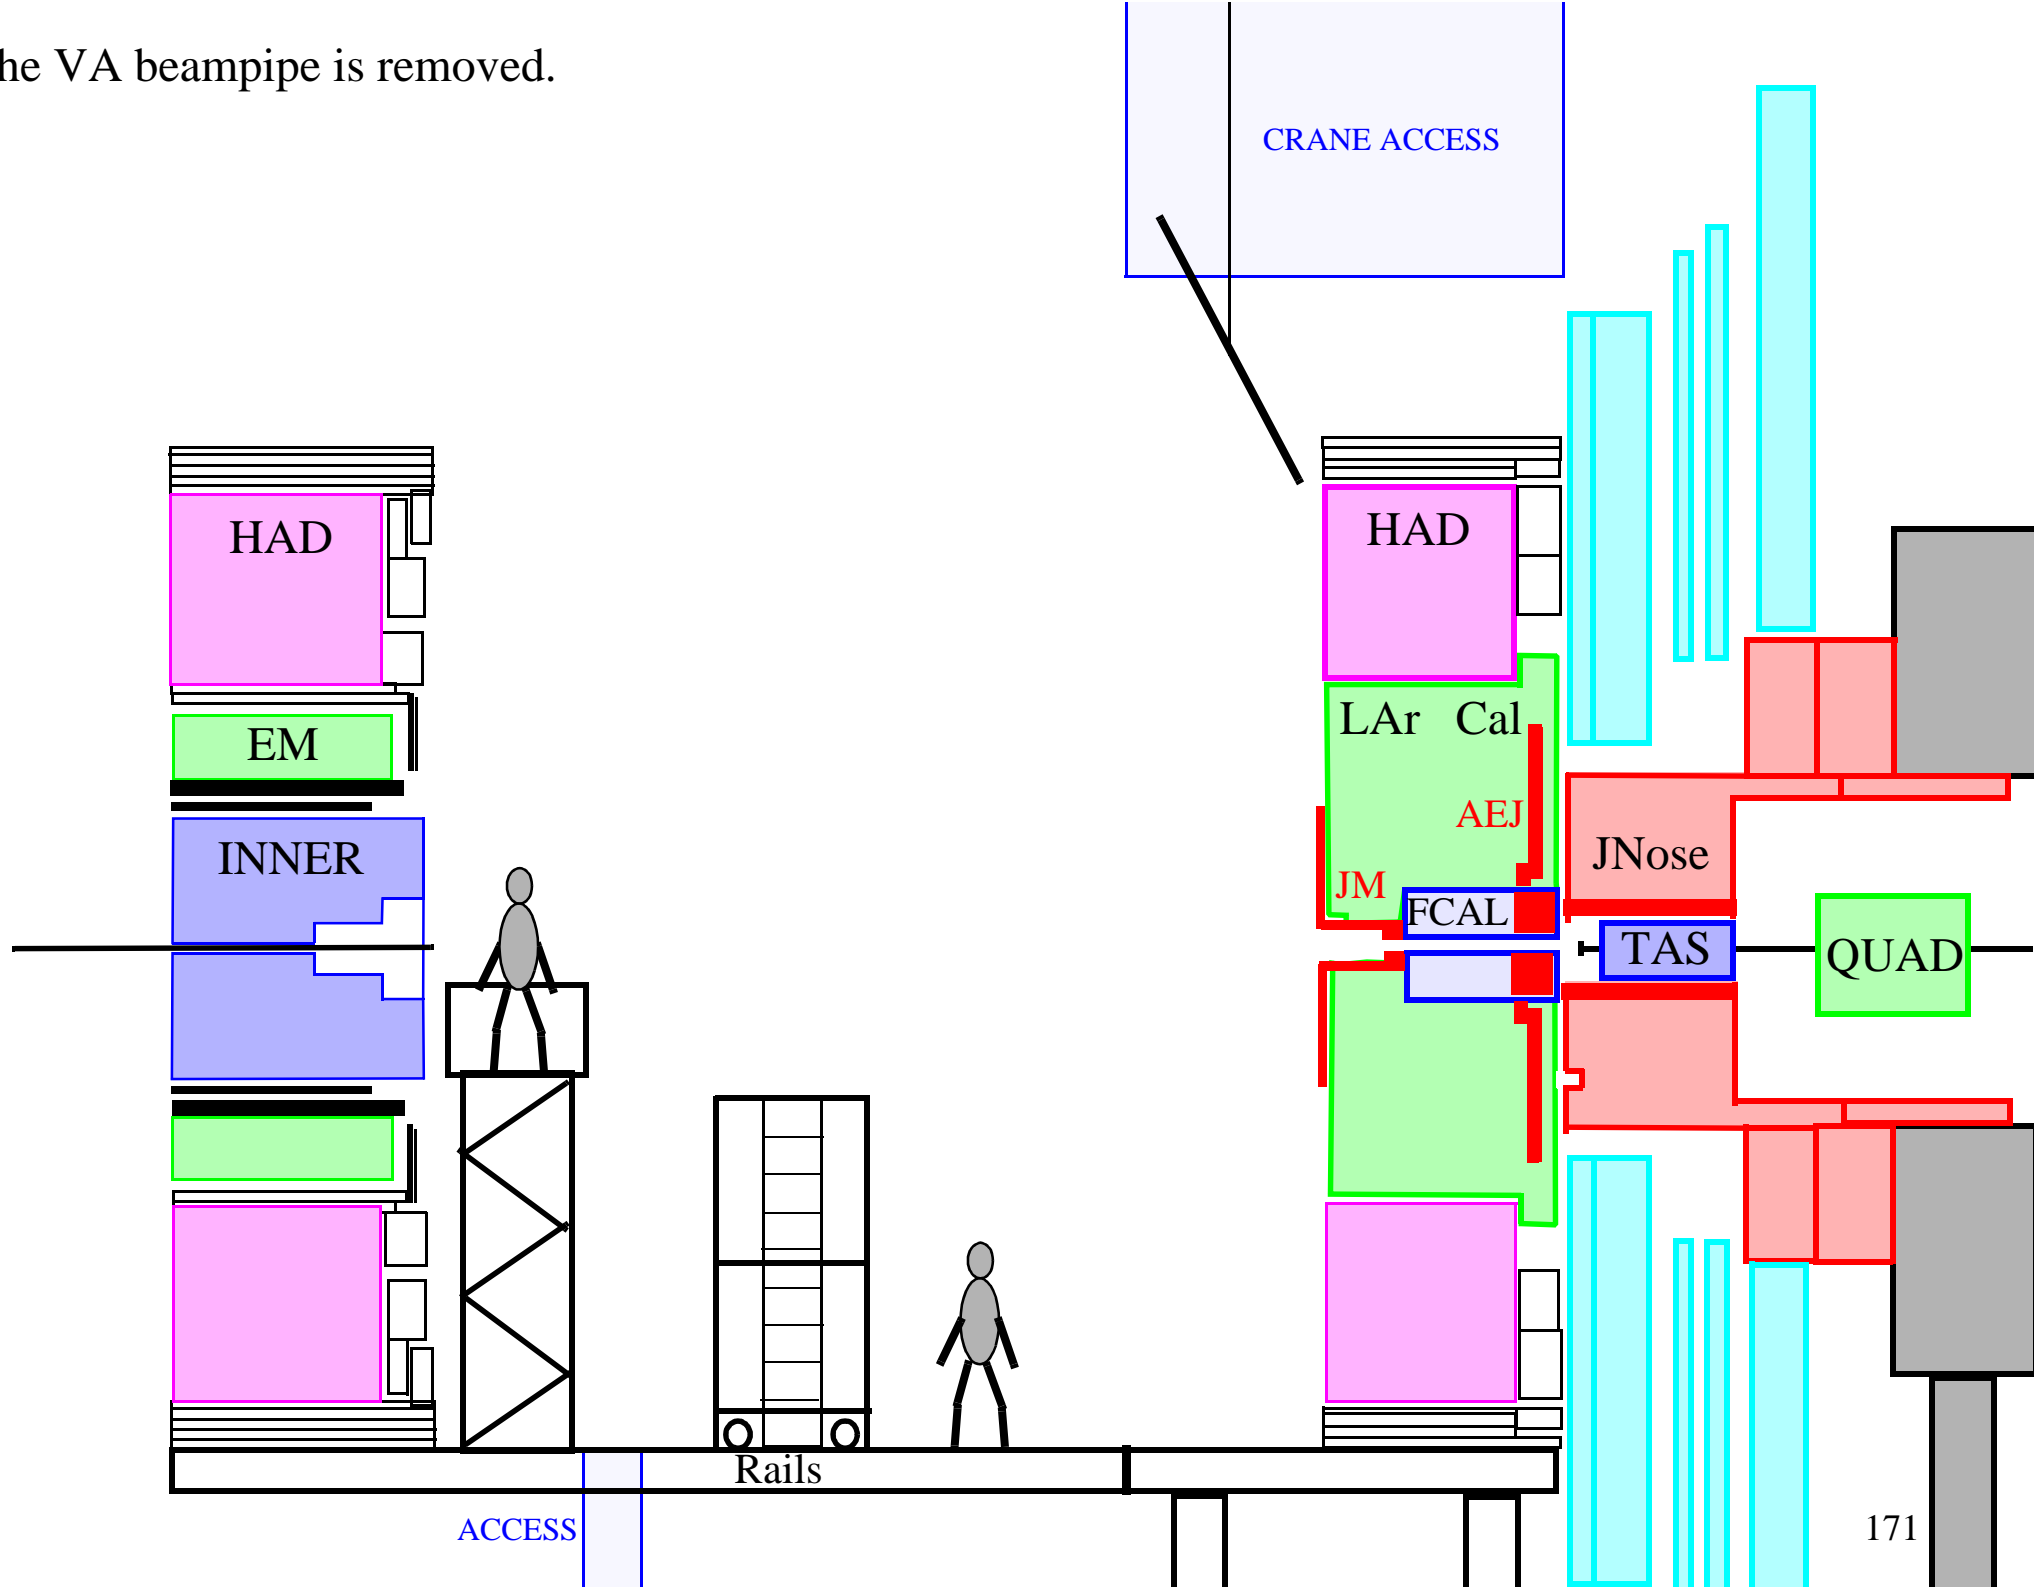 he VA beampipe is removed.
CRANE ACCESS
HAD
HAD
EM
LAr Cal
AEJ
INNER
JM
JNose
FCAL
TAS
QUAD
Rails
ACCESS
171